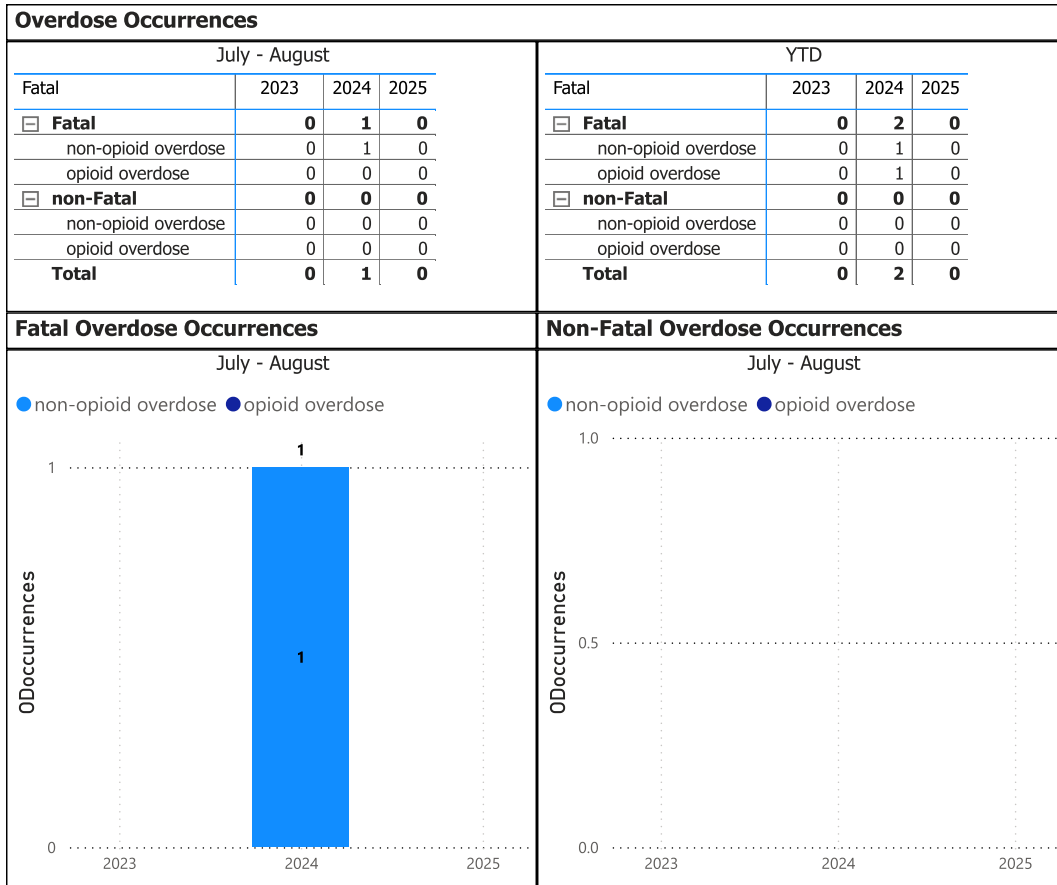 Overdose Occurrences
July - August
Fatal 2023 2024 2025
Fatal 0 1 0
non-opioid overdose 0 1 0
opioid overdose 0 0 0
non-Fatal 0 0 0
non-opioid overdose 0 0 0
opioid overdose 0 0 0
Total 0 1 0
YTD
Fatal 2023 2024 2025
Fatal 0 2 0
non-opioid overdose 0 1 0
opioid overdose 0 1 0
non-Fatal 0 0 0
non-opioid overdose 0 0 0
opioid overdose 0 0 0
Total 0 2 0
Fatal Overdose Occurrences
July - August
non-opioid overdose opioid overdose
1
1
1
ODoccurrences
0
2023 2024 2025
Non-Fatal Overdose Occurrences
July - August
non-opioid overdose opioid overdose
1.0
0.5
ODoccurrences
0.0
2023 2024 2025